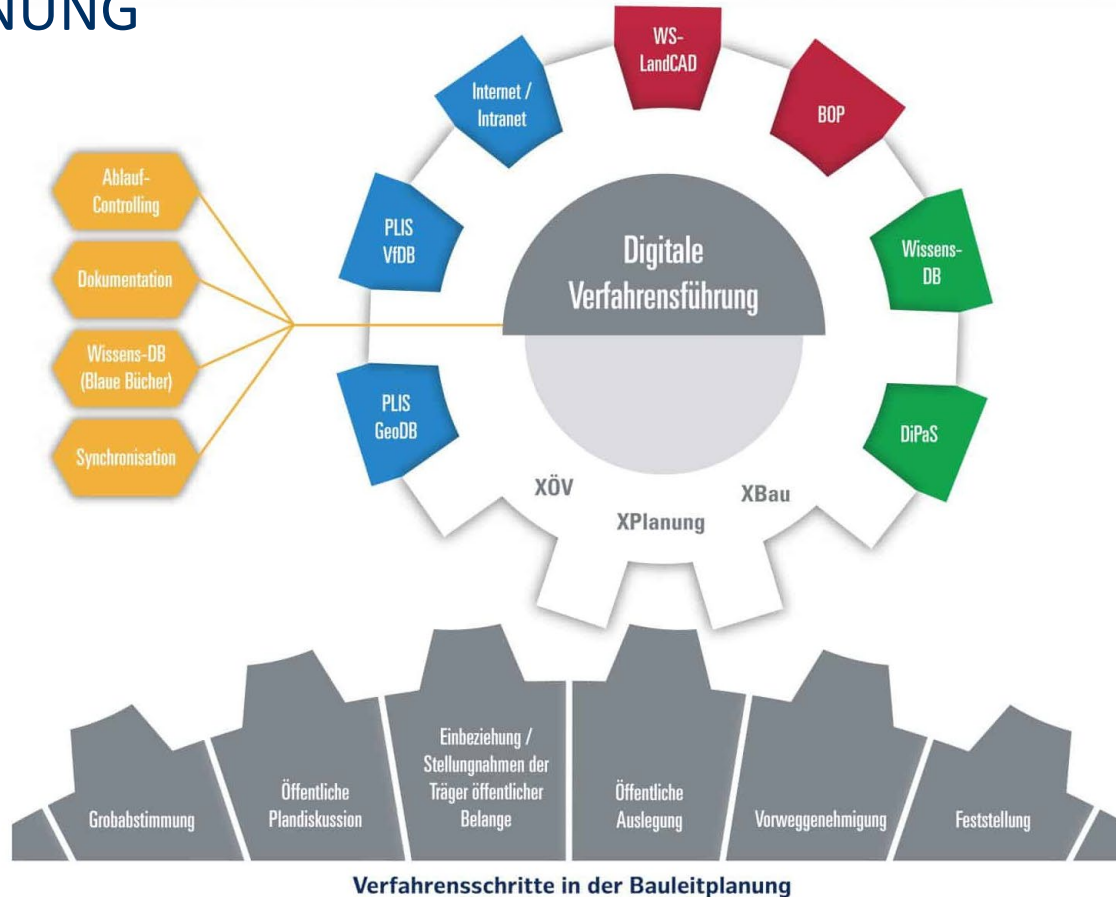 NUNG
WS-
LandCAD
Internet /
Intranet
BOP
Ablauf-
Controlling
PLIS
VfDB
Digitale
Verfahrensführung
Wissens-
DB
Dokumentation
Wissens-DB
(Blaue Bücher)
PLIS
GeoDB
DiPaS
Synchronisation
XÖV
XPlanung
XBau
Grobabstimmung
Öffentliche
Plandiskussion
Einbeziehung /
Stellungnahmen der
Träger öffentlicher
Belange
Öffentliche
Auslegung
Vorweggenehmigung
Feststellung
Verfahrensschritte in der Bauleitplanung